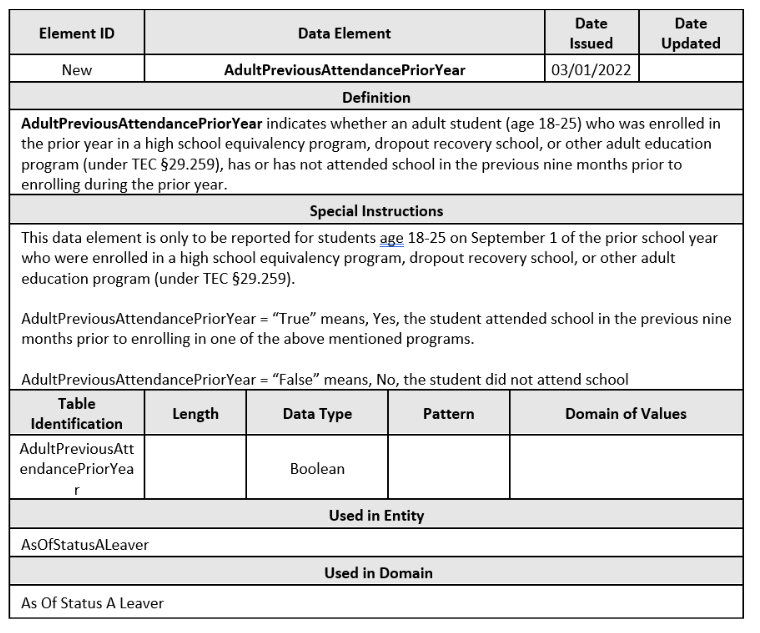 Element ID Data Element Date Issued Date Updated
New AdultPreviousAttendancePriorYear 03/01/2022
Definition
AdultPreviousAttendancePriorYear indicates whether an adult student (age 18-25) who was enrolled in
the prior year in a high school equivalency program, dropout recovery school, or other adult education
program (under TEC §29.259), has or has not attended school in the previous nine months prior to
enrolling during the prior year.
Special Instructions
This data element is only to be reported for students age 18-25 on September 1 of the prior school year
who were enrolled in a high school equivalency program, dropout recovery school, or other adult
education program (under TEC §29.259).
AdultPreviousAttendancePriorYear = “True” means, Yes, the student attended school in the previous nine
months prior to enrolling in one of the above mentioned programs.
AdultPreviousAttendancePriorYear = “False” means, No, the student did not attend school
Table Identification Length Data Type Pattern Domain of Values
AdultPreviousAtt
endancePriorYea
r
Boolean
Used in Entity
AsOfStatusALeaver
Used in Domain
As Of Status A Leaver